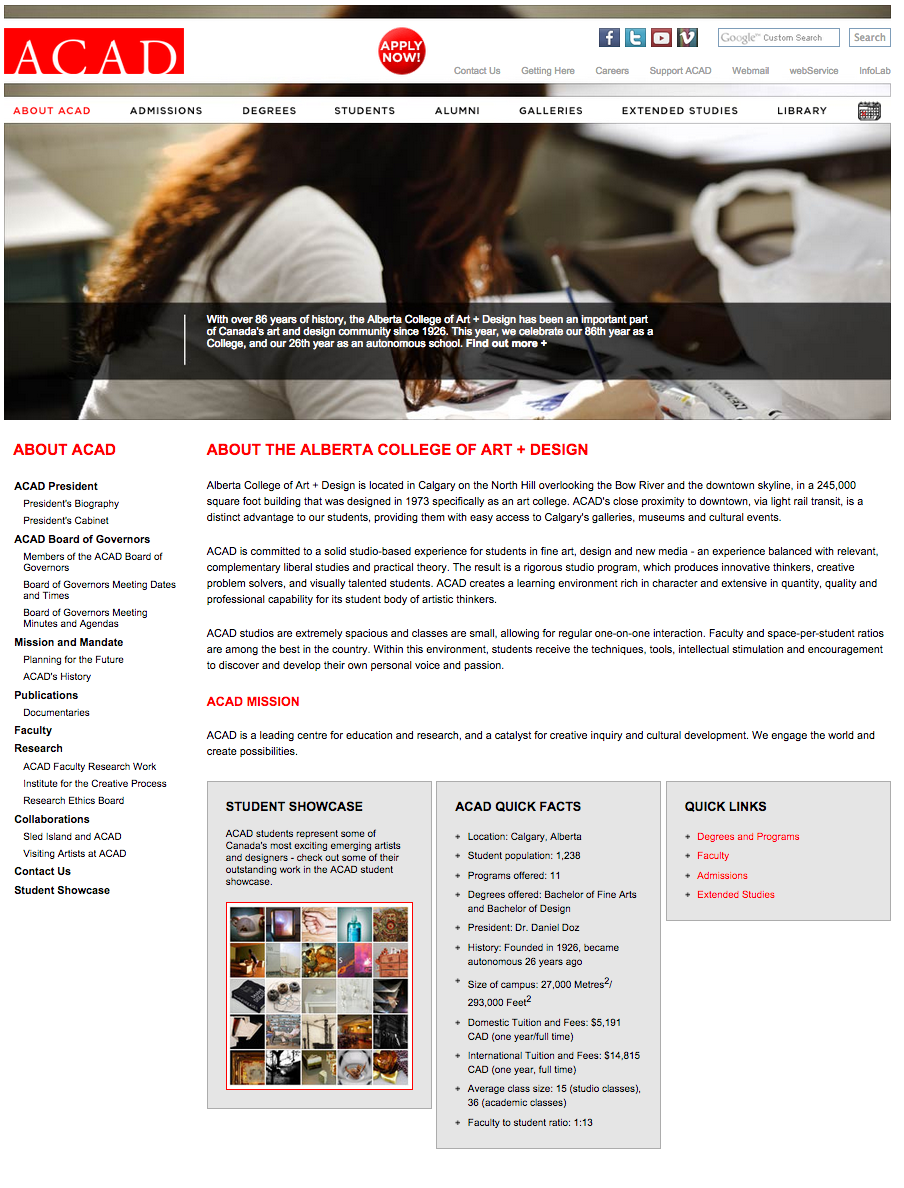 ACAD
APPLY
NOW!
Google™ Custom Search
Search
Contact Us
Getting Here
Careers
Support ACAD
Webmail
webService
InfoLab
ABOUT ACAD
ADMISSIONS
DEGREES
STUDENTS
ALUMNI
GALLERIES
EXTENDED STUDIES
LIBRARY
With over 86 years of history, the Alberta College of Art + Design has been an important part
of Canada's art and design community since 1926. This year, we celebrate our 86th year as a
College, and our 26th year as an autonomous school. Find out more +
ABOUT ACAD
ACAD President
President's Biography
President's Cabinet
ACAD Board of Governors
Members of the ACAD Board of
Governors
Board of Governors Meeting Dates
and Times
Board of Governors Meeting
Minutes and Agendas
Mission and Mandate
Planning for the Future
ACAD's History
Publications
Documentaries
Faculty
Research
ACAD Faculty Research Work
Institute for the Creative Process
Research Ethics Board
Collaborations
Sled Island and ACAD
Visiting Artists at ACAD
Contact Us
Student Showcase
ABOUT THE ALBERTA COLLEGE OF ART + DESIGN
Alberta College of Art + Design is located in Calgary on the North Hill overlooking the Bow River and the downtown skyline, in a 245,000
square foot building that was designed in 1973 specifically as an art college. ACAD's close proximity to downtown, via light rail transit, is a
distinct advantage to our students, providing them with easy access to Calgary's galleries, museums and cultural events.
ACAD is committed to a solid studio-based experience for students in fine art, design and new media - an experience balanced with relevant,
complementary liberal studies and practical theory. The result is a rigorous studio program, which produces innovative thinkers, creative
problem solvers, and visually talented students. ACAD creates a learning environment rich in character and extensive in quantity, quality and
professional capability for its student body of artistic thinkers.
ACAD studios are extremely spacious and classes are small, allowing for regular one-on-one interaction. Faculty and space-per-student ratios
are among the best in the country. Within this environment, students receive the techniques, tools, intellectual stimulation and encouragement
to discover and develop their own personal voice and passion.
ACAD MISSION
ACAD is a leading centre for education and research, and a catalyst for creative inquiry and cultural development. We engage the world and
create possibilities.
STUDENT SHOWCASE
ACAD students represent some of
Canada's most exciting emerging artists
and designers - check out some of their
outstanding work in the ACAD student
showcase.
ACAD QUICK FACTS
+ Location: Calgary, Alberta
+ Student population: 1,238
+ Programs offered: 11
+ Degrees offered: Bachelor of Fine Arts
and Bachelor of Design
+ President: Dr. Daniel Doz
+ History: Founded in 1926, became
autonomous 26 years ago
+ Size of campus: 27,000 Metres²/
293,000 Feet²
+ Domestic Tuition and Fees: $5,191
CAD (one year/full time)
+ International Tuition and Fees: $14,815
CAD (one year, full time)
+ Average class size: 15 (studio classes),
36 (academic classes)
+ Faculty to student ratio: 1:13
QUICK LINKS
+ Degrees and Programs
+ Faculty
+ Admissions
+ Extended Studies